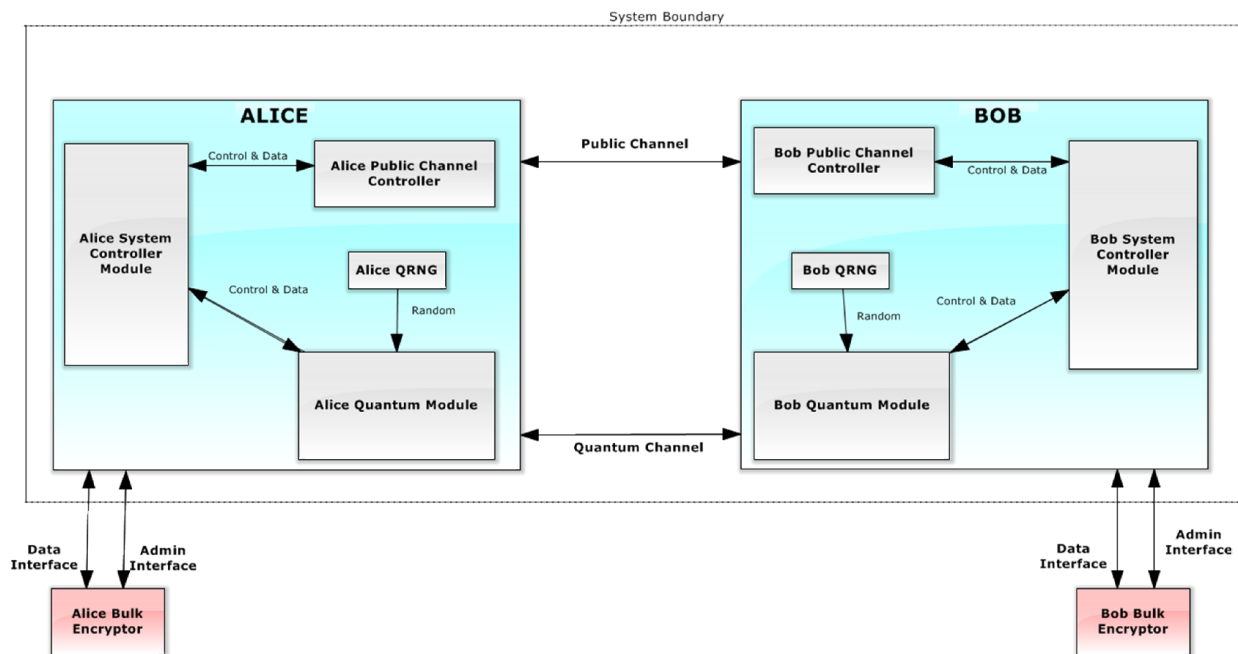 System Boundary
ALICE
Control & Data
Alice Public Channel
Controller
Alice System
Controller
Module
Alice QRNG
Control & Data
Random
Alice Quantum Module
Public Channel
Quantum Channel
BOB
Bob Public Channel
Controller
Control & Data
Bob System
Controller
Module
Bob QRNG
Control & Data
Random
Bob Quantum Module
Data
Interface
Admin
Interface
Alice Bulk
Encryptor
Data
Interface
Admin
Interface
Bob Bulk
Encryptor